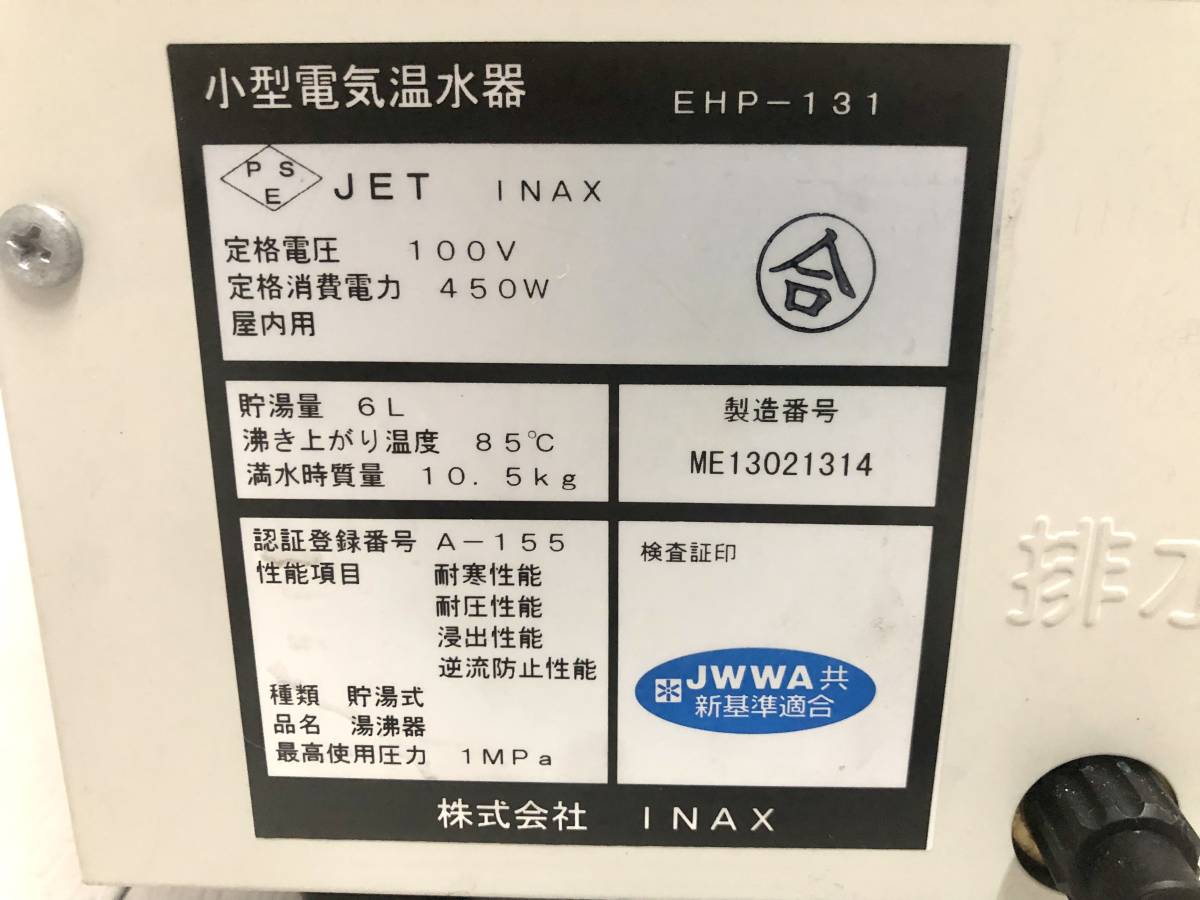 小型電気温水器 EHP-131
PSE JET INAX
定格電圧 100V
定格消費電力 450W
屋内用
合
貯湯量 6L
沸き上がり温度 85℃
満水時質量 10.5kg
製造番号
ME13021314
認証登録番号 A-155
性能項目 耐寒性能
耐圧性能
浸出性能
逆流防止性能
種類 貯湯式
品名 湯沸器
最高使用圧力 1MPa
検査証印
JWWA共
新基準適合
株式会社 INAX
排水